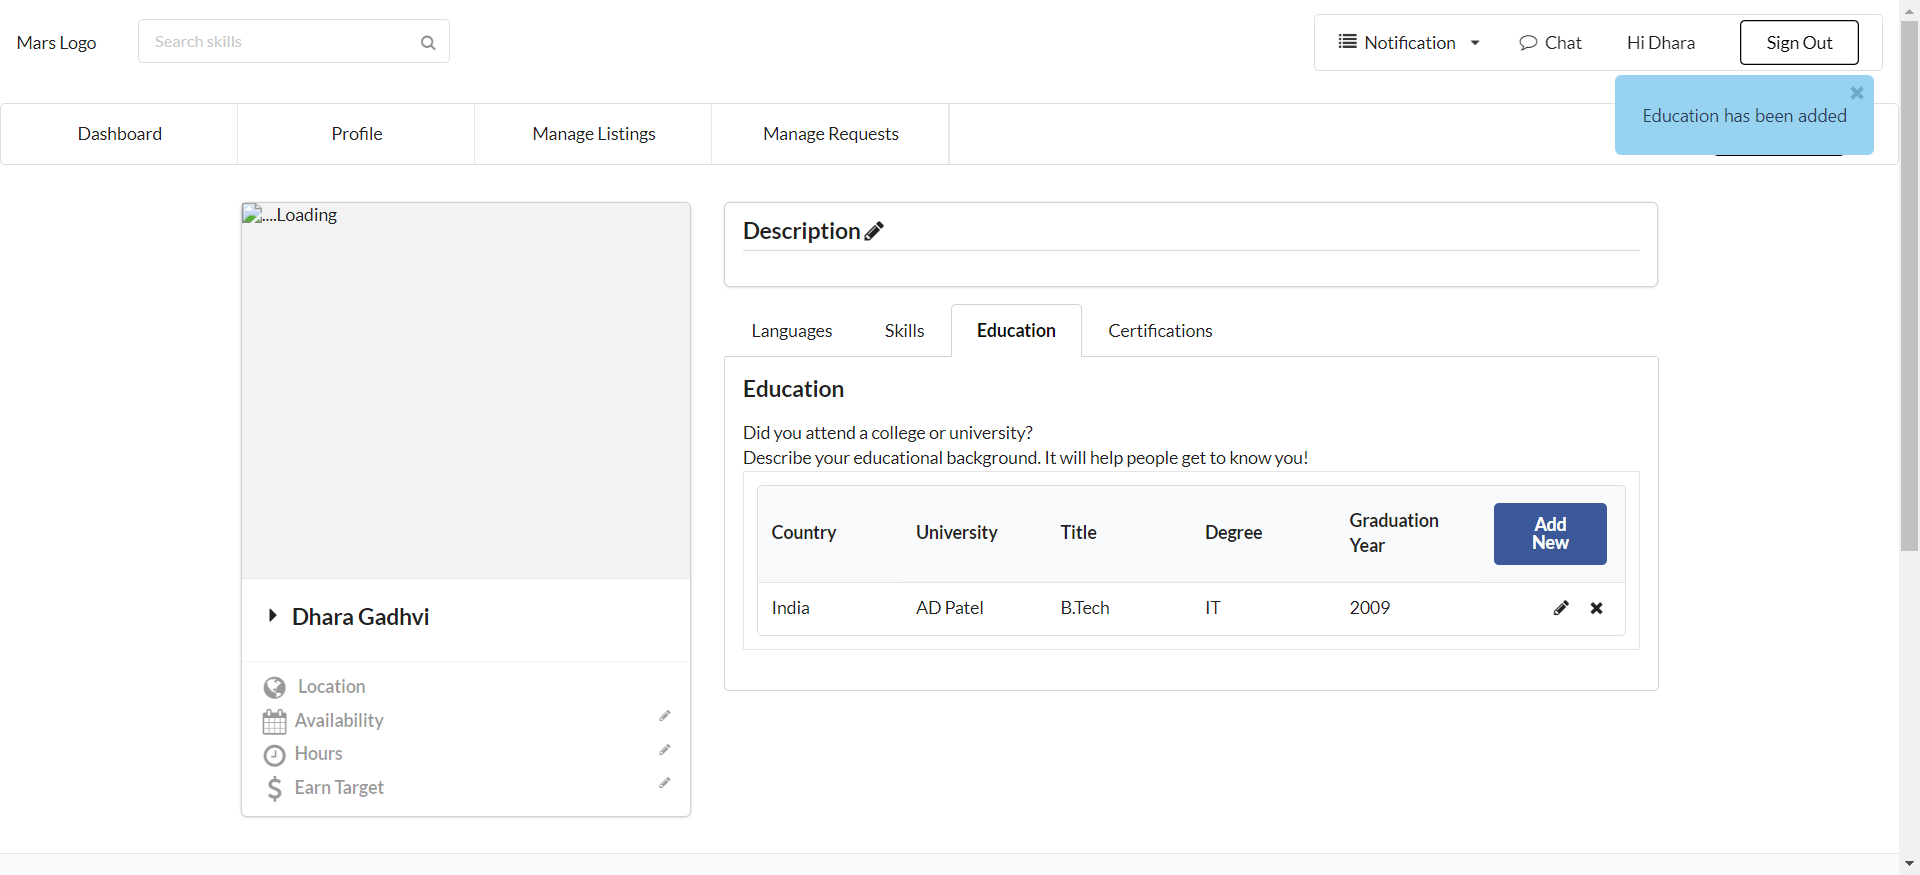 Mars Logo
Search skills
Notification
Chat
Hi Dhara
Sign Out
Education has been added
Dashboard
Profile
Manage Listings
Manage Requests
....Loading
Description
Languages
Skills
Education
Certifications
Education
Did you attend a college or university?
Describe your educational background. It will help people get to know you!
Country
University
Title
Degree
Graduation
Year
Add
New
India
AD Patel
B.Tech
IT
2009
Dhara Gadhvi
Location
Availability
Hours
Earn Target